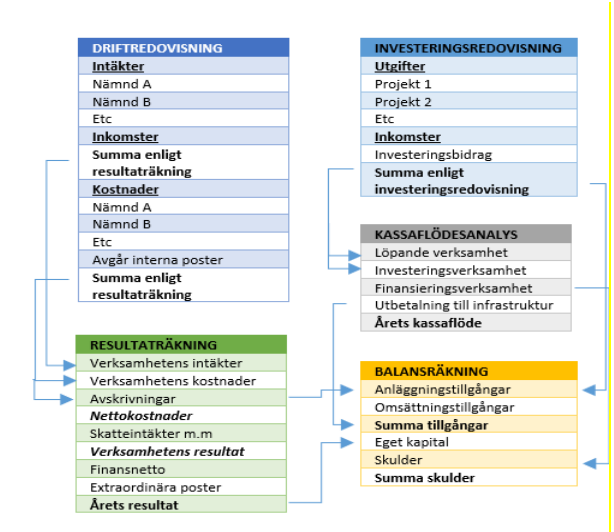 DRIFTREDOVISNING
Intäkter
Nämnd A
Nämnd B
Etc
Inkomster
Summa enligt
resultaträkning
Kostnader
Nämnd A
Nämnd B
Etc
Avgår interna poster
Summa enligt
resultaträkning
INVESTERINGSREDOVISNING
Utgifter
Projekt 1
Projekt 2
Etc
Inkomster
Investeringsbidrag
Summa enligt
investeringsredovisning
KASSAFLÖDESANALYS
Löpande verksamhet
Investeringsverksamhet
Finansieringsverksamhet
Utbetalning till infrastruktur
Årets kassaflöde
RESULTATRÄKNING
Verksamhetens intäkter
Verksamhetens kostnader
Avskrivningar
Nettokostnader
Skatteintäkter m.m
Verksamhetens resultat
Finansnetto
Extraordinära poster
Årets resultat
BALANSRÄKNING
Anläggningstillgångar
Omsättningstillgångar
Summa tillgångar
Eget kapital
Skulder
Summa skulder